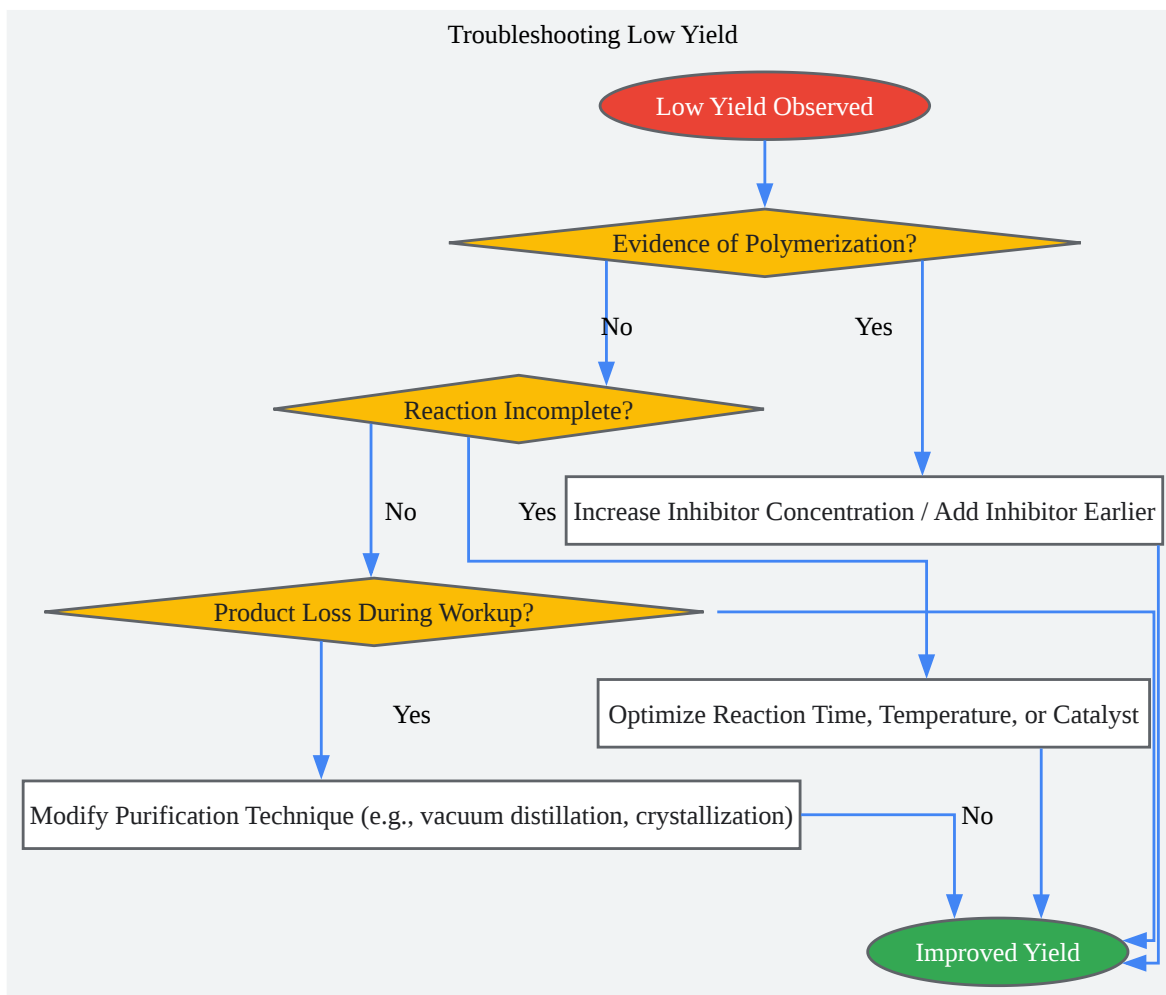 Troubleshooting Low Yield
Low Yield Observed
Evidence of Polymerization?
No
Yes
Reaction Incomplete?
No
Yes
Increase Inhibitor Concentration / Add Inhibitor Earlier
Product Loss During Workup?
Yes
Optimize Reaction Time, Temperature, or Catalyst
Modify Purification Technique (e.g., vacuum distillation, crystallization)
No
Improved Yield